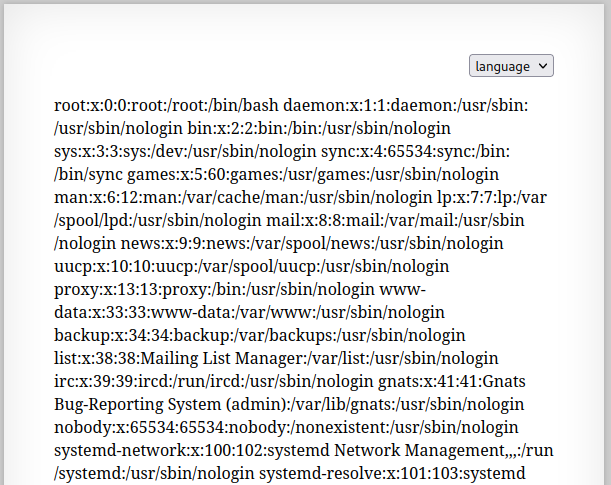 language
root:x:0:0:root:/root:/bin/bash daemon:x:1:1:daemon:/usr/sbin:
/usr/sbin/nologin bin:x:2:2:bin:/bin:/usr/sbin/nologin
sys:x:3:3:sys:/dev:/usr/sbin/nologin sync:x:4:65534:sync:/bin:
/bin/sync games:x:5:60:games:/usr/games:/usr/sbin/nologin
man:x:6:12:man:/var/cache/man:/usr/sbin/nologin lp:x:7:7:lp:/var
/spool/lpd:/usr/sbin/nologin mail:x:8:8:mail:/var/mail:/usr/sbin
/nologin news:x:9:9:news:/var/spool/news:/usr/sbin/nologin
uucp:x:10:10:uucp:/var/spool/uucp:/usr/sbin/nologin
proxy:x:13:13:proxy:/bin:/usr/sbin/nologin www-
data:x:33:33:www-data:/var/www:/usr/sbin/nologin
backup:x:34:34:backup:/var/backups:/usr/sbin/nologin
list:x:38:38:Mailing List Manager:/var/list:/usr/sbin/nologin
irc:x:39:39:ircd:/run/ircd:/usr/sbin/nologin gnats:x:41:41:Gnats
Bug-Reporting System (admin):/var/lib/gnats:/usr/sbin/nologin
nobody:x:65534:65534:nobody:/nonexistent:/usr/sbin/nologin
systemd-network:x:100:102:systemd Network Management,,,:/run
/systemd:/usr/sbin/nologin systemd-resolve:x:101:103:systemd